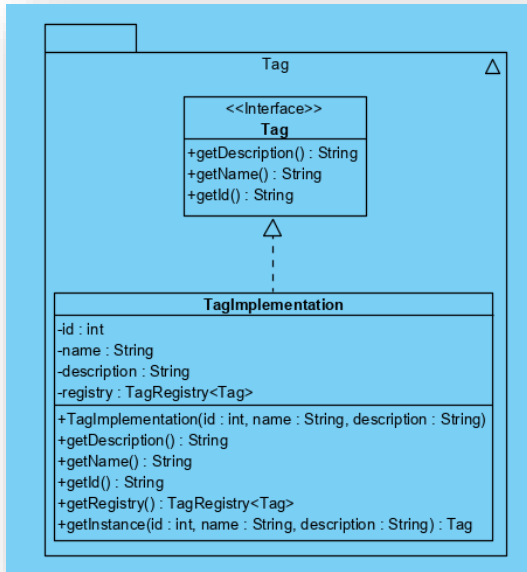 Tag
<<Interface>>
Tag
+getDescription() : String
+getName() : String
+getId() : String
TagImplementation
-id : int
-name : String
-description : String
-registry : TagRegistry<Tag>
+TagImplementation(id : int, name : String, description : String)
+getDescription() : String
+getName() : String
+getId() : String
+getRegistry() : TagRegistry<Tag>
+getInstance(id : int, name : String, description : String) : Tag